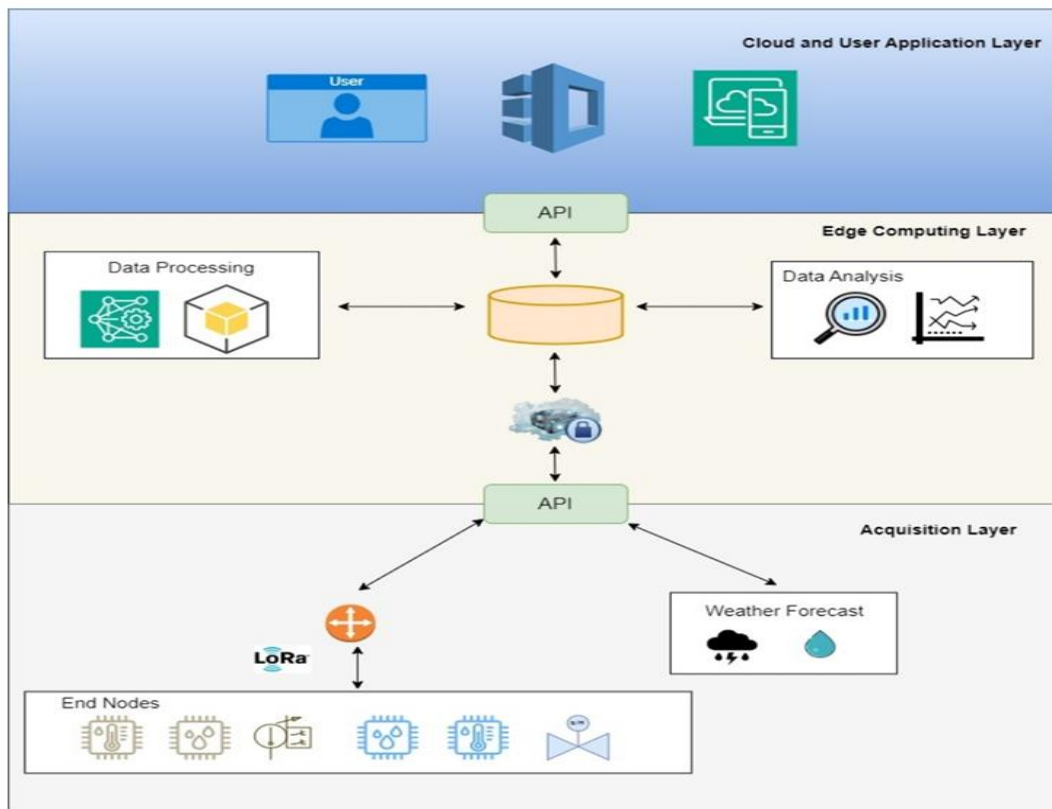 Cloud and User Application Layer
User
API
Edge Computing Layer
Data Processing
Data Analysis
API
Acquisition Layer
Weather Forecast
LoRa
End Nodes